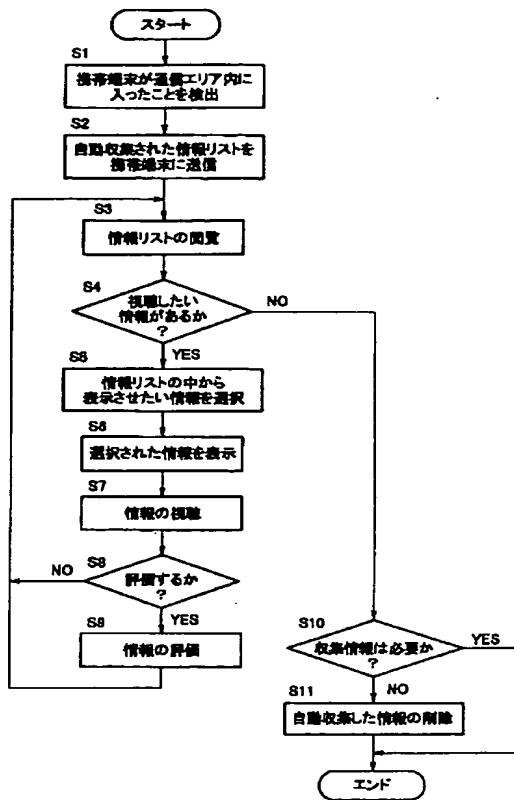 スタート
S1
携帯端末が通信エリア内に
入ったことを検出
S2
自動収集された情報リストを
携帯端末に送信
S3
情報リストの閲覧
S4
視聴したい
情報があるか
?
NO
YES
S5
情報リストの中から
表示させたい情報を選択
S6
選択された情報を表示
S7
情報の視聴
S8
評価するか
?
NO
YES
S9
情報の評価
S10
収集情報は必要か
?
YES
NO
S11
自動収集した情報の削除
エンド